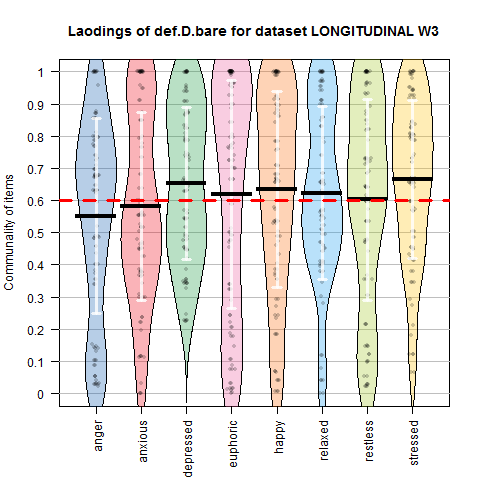 Laodings of def.D.bare for dataset LONGITUDINAL W3
Communality of items
1
0.9
0.8
0.7
0.6
0.5
0.4
0.3
0.2
0.1
0
anger
anxious
depressed
euphoric
happy
relaxed
restless
stressed